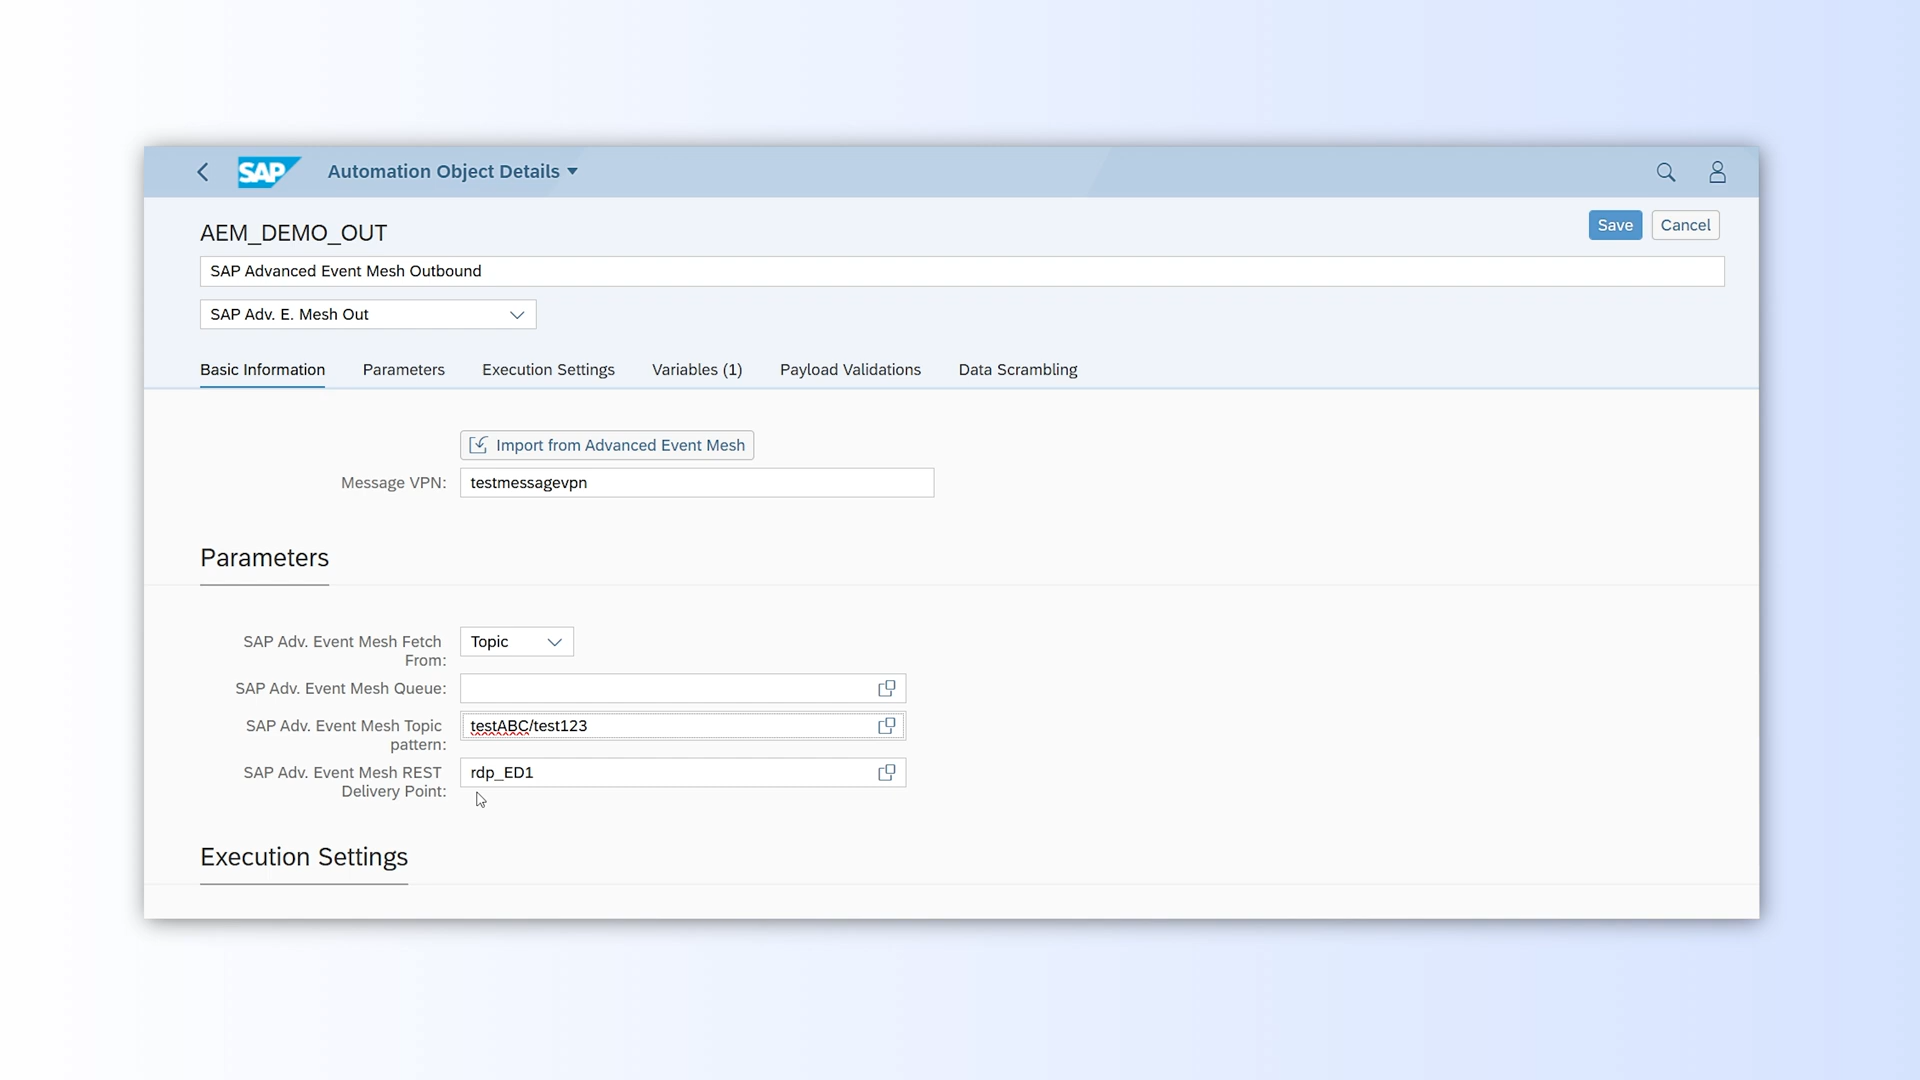 SAP Automation Object Details
AEM_DEMO_OUT
Save Cancel
SAP Advanced Event Mesh Outbound
SAP Adv. E. Mesh Out
Basic Information Parameters Execution Settings Variables (1) Payload Validations Data Scrambling
Import from Advanced Event Mesh
Message VPN: testmessagevpn
Parameters
SAP Adv. Event Mesh Fetch
From:
Topic
SAP Adv. Event Mesh Queue:
SAP Adv. Event Mesh Topic
pattern:
testABC/test123
SAP Adv. Event Mesh REST
Delivery Point:
rdp_ED1
Execution Settings